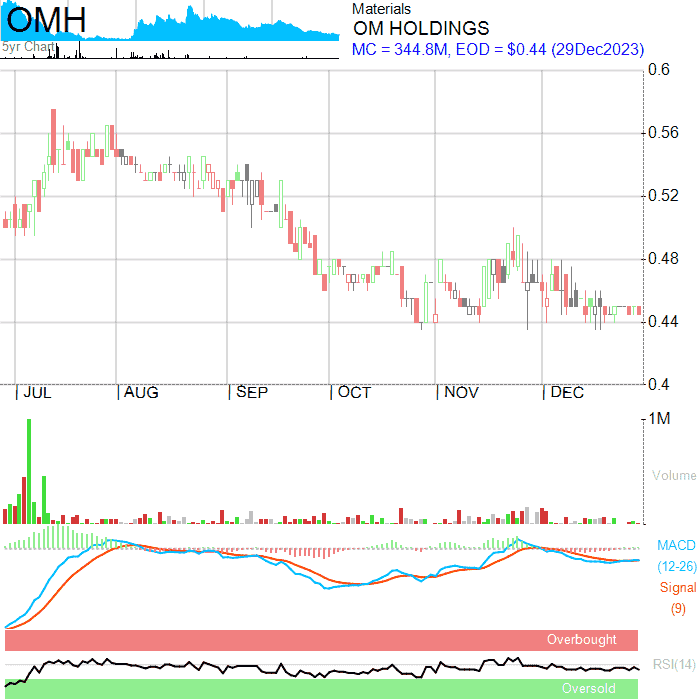 OMH
5yr Chart
Materials
OM HOLDINGS
MC = 344.8M, EOD = $0.44 (29Dec2023)
0.6
0.56
0.52
0.48
0.44
0.4
JUL
AUG
SEP
OCT
NOV
DEC
1M
Volume
MACD
(12-26)
Signal
(9)
Overbought
RSI(14)
Oversold